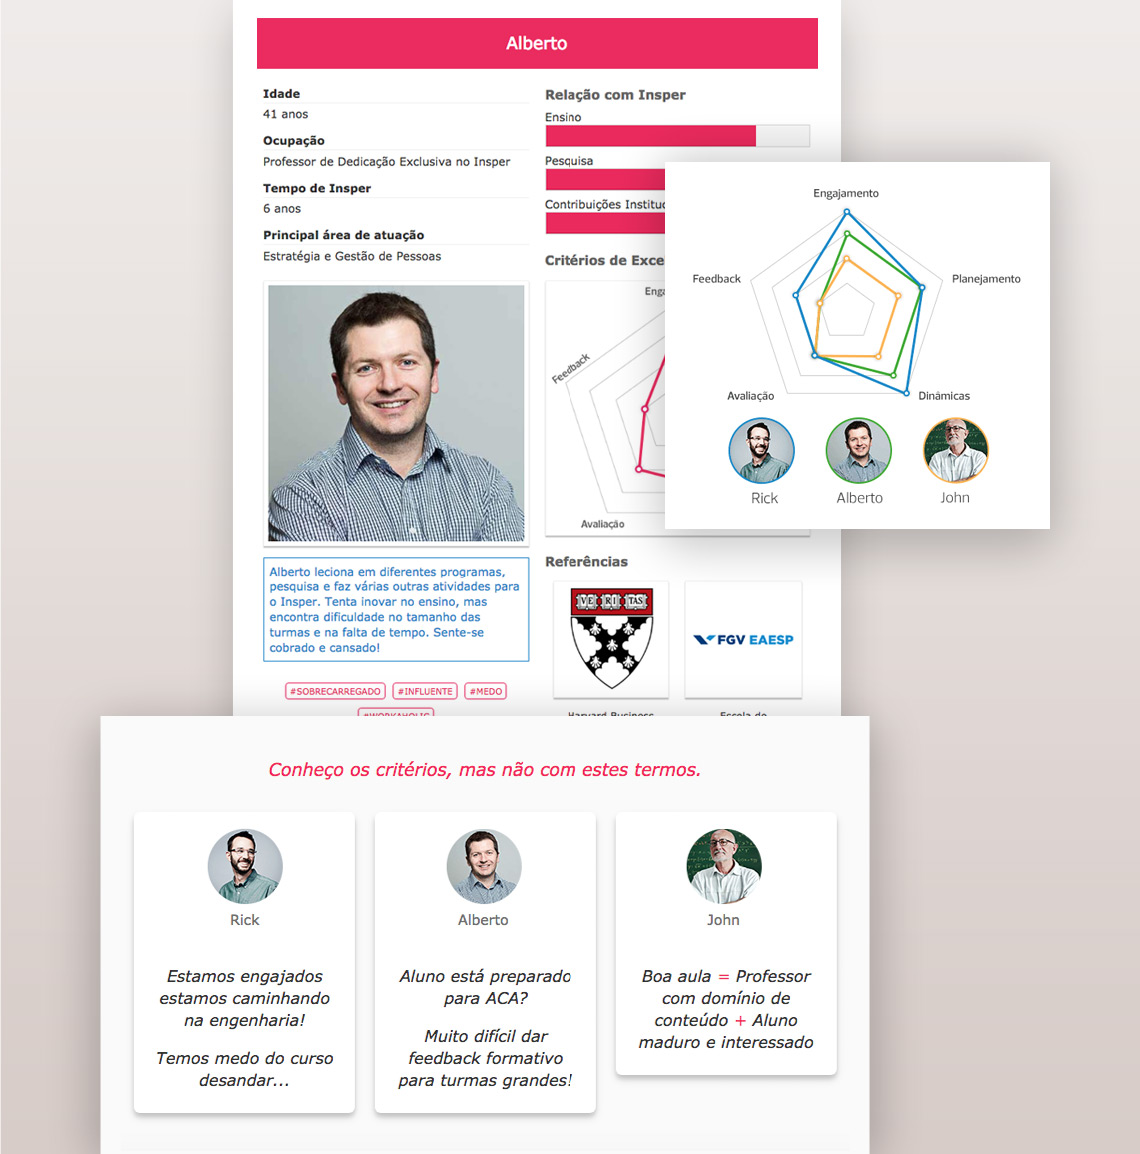 Alberto
Idade
41 anos
Ocupação
Professor de Dedicação Exclusiva no Insper
Tempo de Insper
6 anos
Principal área de atuação
Estratégia e Gestão de Pessoas
Alberto leciona em diferentes programas,
pesquisa e faz várias outras atividades para
o Insper. Tenta inovar no ensino, mas
encontra dificuldade no tamanho das
turmas e na falta de tempo. Sente-se
cobrado e cansado!
#SOBRECARREGADO #INFLUENTE #MEDO
#WORKAHOLIC
Relação com Insper
Ensino
Pesquisa
Contribuições Institu
Critérios de Exce
Enga
Feedback
Avaliação
Referências
VE RI TAS
FGV EAESP
Harvard Business
Escola de
Engajamento
Feedback
Planejamento
Avaliação
Dinâmicas
Rick
Alberto
John
Conheço os critérios, mas não com estes termos.
Rick
Estamos engajados
estamos caminhando
na engenharia!
Temos medo do curso
desandar...
Alberto
Aluno está preparado
para ACA?
Muito difícil dar
feedback formativo
para turmas grandes!
John
Boa aula = Professor
com domínio de
conteúdo + Aluno
maduro e interessado